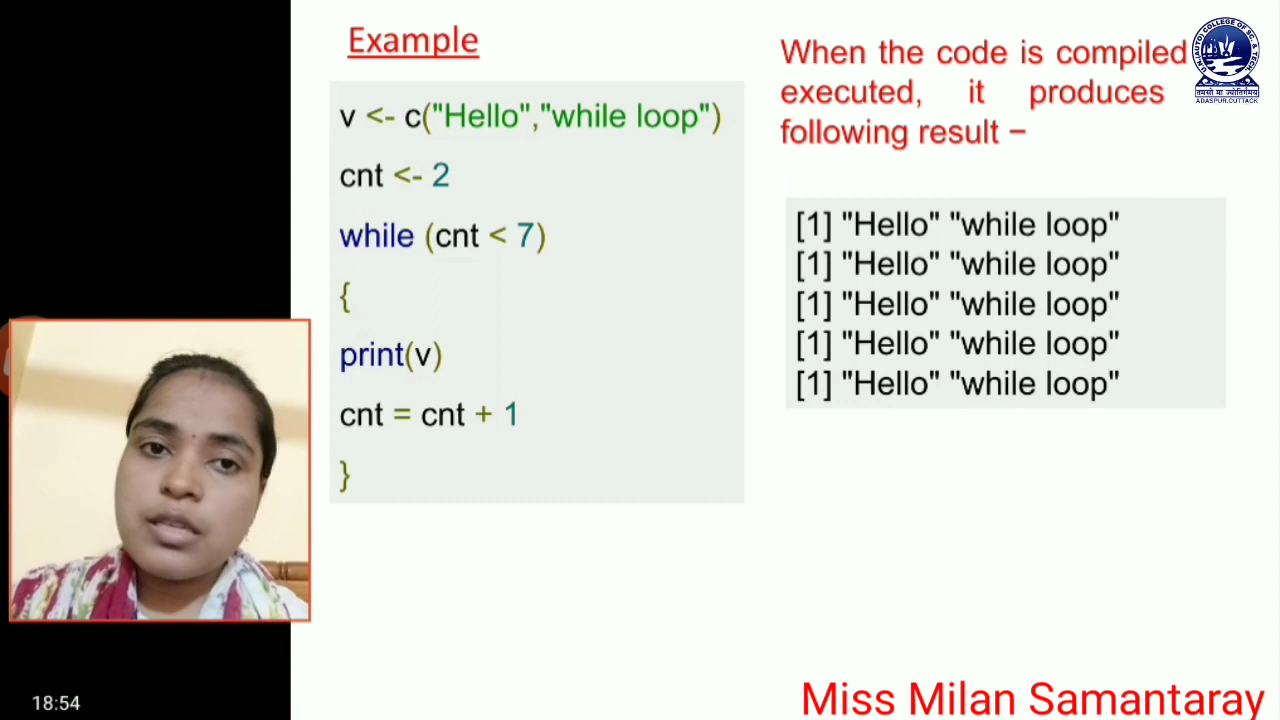 Example
v <- c("Hello","while loop")
cnt <- 2
while (cnt < 7)
{
print(v)
cnt = cnt + 1
}
When the code is compiled
executed, it produces
following result −
[1] "Hello" "while loop"
[1] "Hello" "while loop"
[1] "Hello" "while loop"
[1] "Hello" "while loop"
[1] "Hello" "while loop"
ADASPUR,CUTTACK
18:54
Miss Milan Samantaray